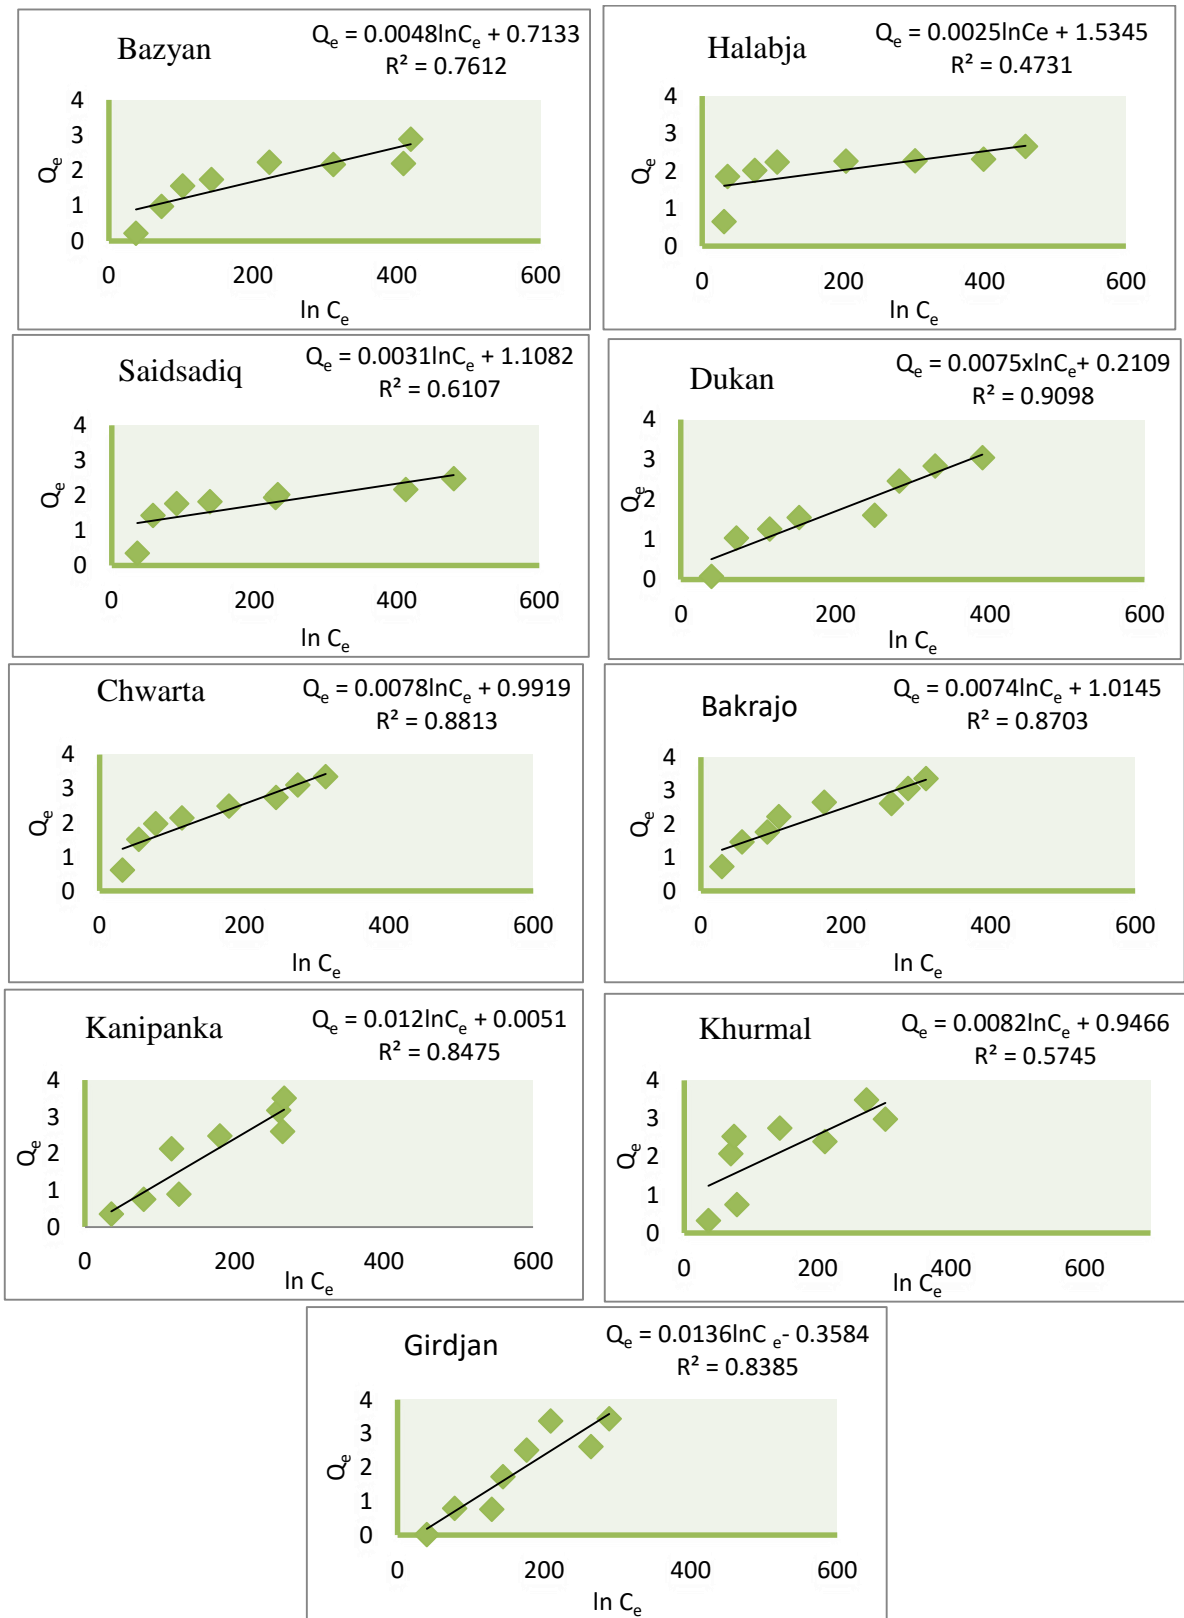 Bazyan
Qₑ = 0.0048lnCₑ + 0.7133
R² = 0.7612
4
3
2
1
0
Qₑ
0 200 400 600
ln Cₑ
Halabja
Qₑ = 0.0025lnCe + 1.5345
R² = 0.4731
4
3
2
1
0
Qₑ
0 200 400 600
ln Cₑ
Saidsadiq
Qₑ = 0.0031lnCₑ + 1.1082
R² = 0.6107
4
3
2
1
0
Qₑ
0 200 400 600
ln Cₑ
Dukan
Qₑ = 0.0075xlnCₑ+ 0.2109
R² = 0.9098
4
3
2
1
0
Qₑ
0 200 400 600
ln Cₑ
Chwarta
Qₑ = 0.0078lnCₑ + 0.9919
R² = 0.8813
4
3
2
1
0
Qₑ
0 200 400 600
ln Cₑ
Bakrajo
Qₑ = 0.0074lnCₑ + 1.0145
R² = 0.8703
4
3
2
1
0
Qₑ
0 200 400 600
ln Cₑ
Kanipanka
Qₑ = 0.012lnCₑ + 0.0051
R² = 0.8475
4
3
2
1
0
Qₑ
0 200 400 600
ln Cₑ
Khurmal
Qₑ = 0.0082lnCₑ + 0.9466
R² = 0.5745
4
3
2
1
0
Qₑ
0 200 400 600
ln Cₑ
Girdjan
Qₑ = 0.0136lnC ₑ- 0.3584
R² = 0.8385
4
3
2
1
0
Qₑ
0 200 400 600
ln Cₑ